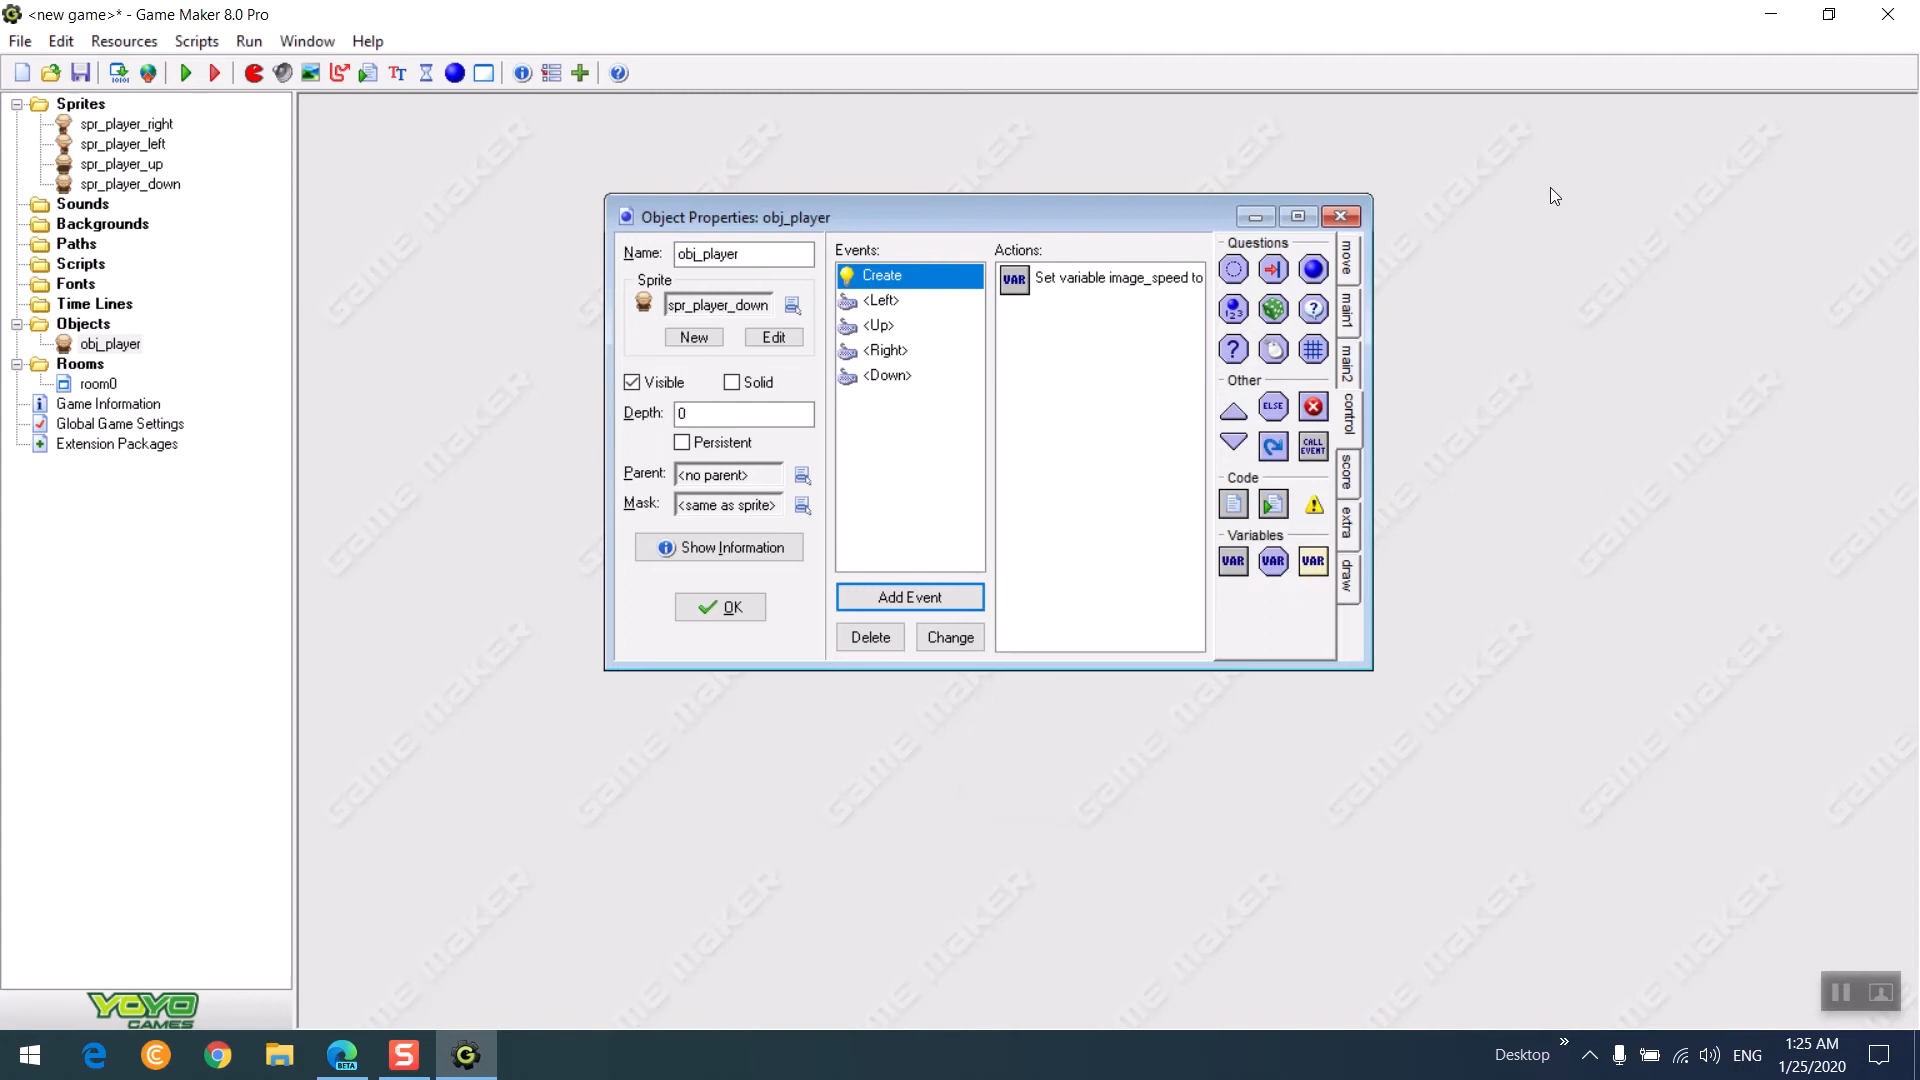 <new game>* - Game Maker 8.0 Pro
File Edit Resources Scripts Run Window Help
Sprites
spr_player_right
spr_player_left
spr_player_up
spr_player_down
Sounds
Backgrounds
Paths
Scripts
Fonts
Time Lines
Objects
obj_player
Rooms
room0
Game Information
Global Game Settings
Extension Packages
YOYO
GAMES
Object Properties: obj_player
Name: obj_player
Sprite
spr_player_down
New Edit
Visible Solid
Depth: 0
Persistent
Parent: <no parent>
Mask: <same as sprite>
Show Information
OK
Events:
Create
<Left>
<Up>
<Right>
<Down>
Add Event
Delete Change
Actions:
VAR Set variable image_speed to
Questions
Other
ELSE
CALL EVENT
Code
Variables
VAR VAR VAR
move
main1
main2
control
score
extra
draw
GAME MAKER
BETA
Desktop
ENG
1:25 AM
1/25/2020